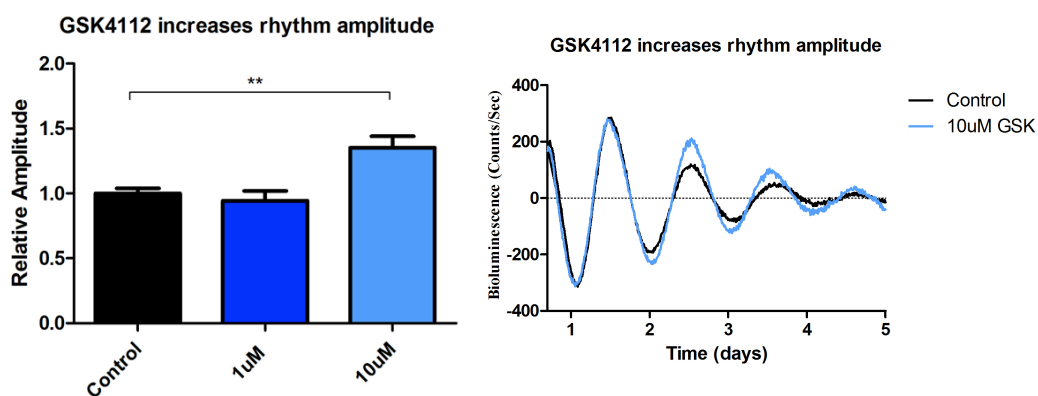 GSK4112 increases rhythm amplitude
2.0
1.5
1.0
0.5
0.0
Relative Amplitude
**
Control
1uM
10uM
GSK4112 increases rhythm amplitude
400
200
0
-200
-400
Bioluminescence (Counts/Sec)
1 2 3 4 5
Time (days)
Control
10uM GSK